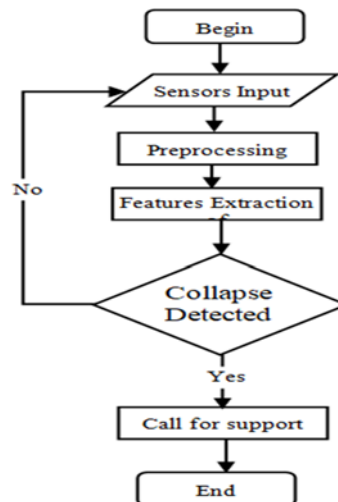 Begin
Sensors Input
Preprocessing
No
Features Extraction
Collapse
Detected
Yes
Call for support
End